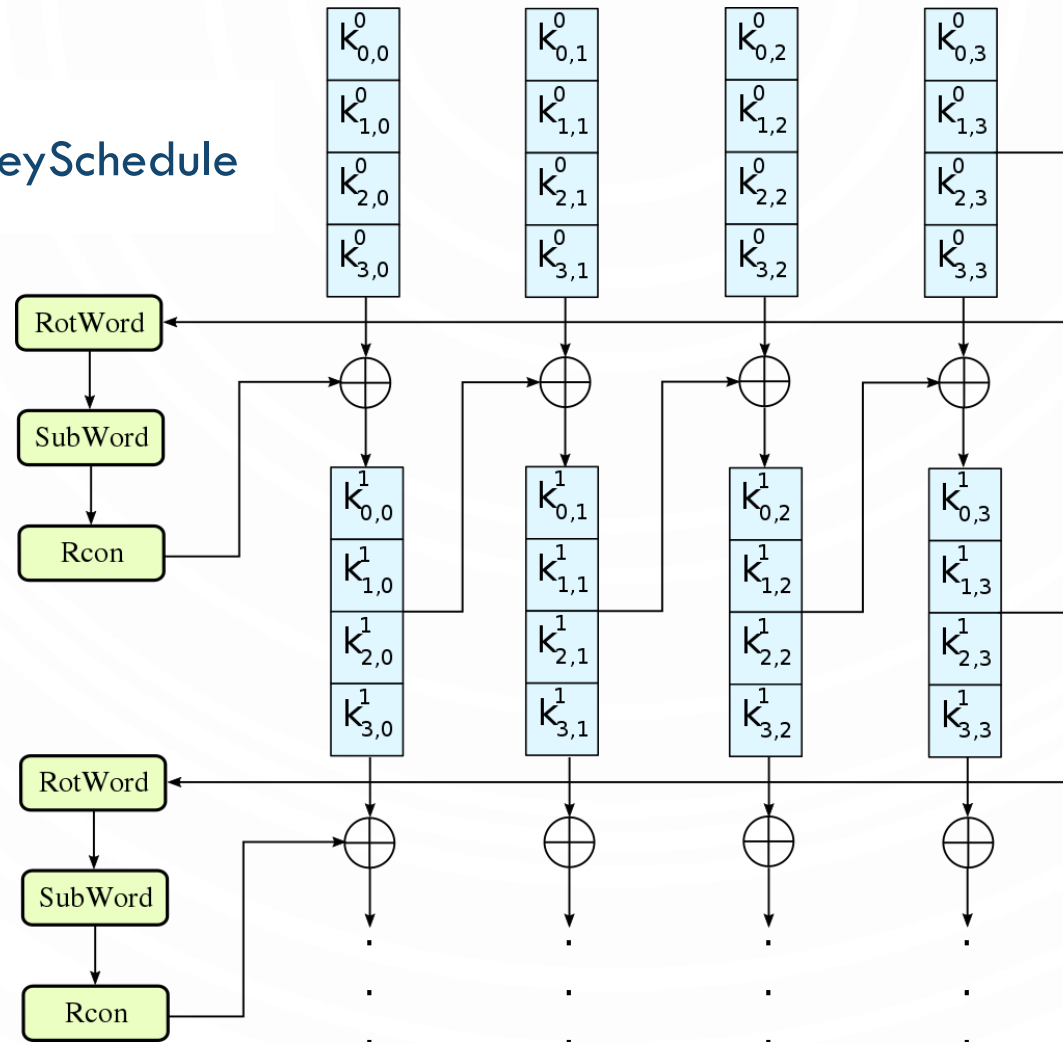 k⁰₀,₀ k⁰₀,₁ k⁰₀,₂ k⁰₀,₃
k⁰₁,₀ k⁰₁,₁ k⁰₁,₂ k⁰₁,₃
eySchedule
k⁰₂,₀ k⁰₂,₁ k⁰₂,₂ k⁰₂,₃
k⁰₃,₀ k⁰₃,₁ k⁰₃,₂ k⁰₃,₃
RotWord
SubWord
Rcon
k¹₀,₀ k¹₀,₁ k¹₀,₂ k¹₀,₃
k¹₁,₀ k¹₁,₁ k¹₁,₂ k¹₁,₃
k¹₂,₀ k¹₂,₁ k¹₂,₂ k¹₂,₃
k¹₃,₀ k¹₃,₁ k¹₃,₂ k¹₃,₃
RotWord
SubWord
Rcon